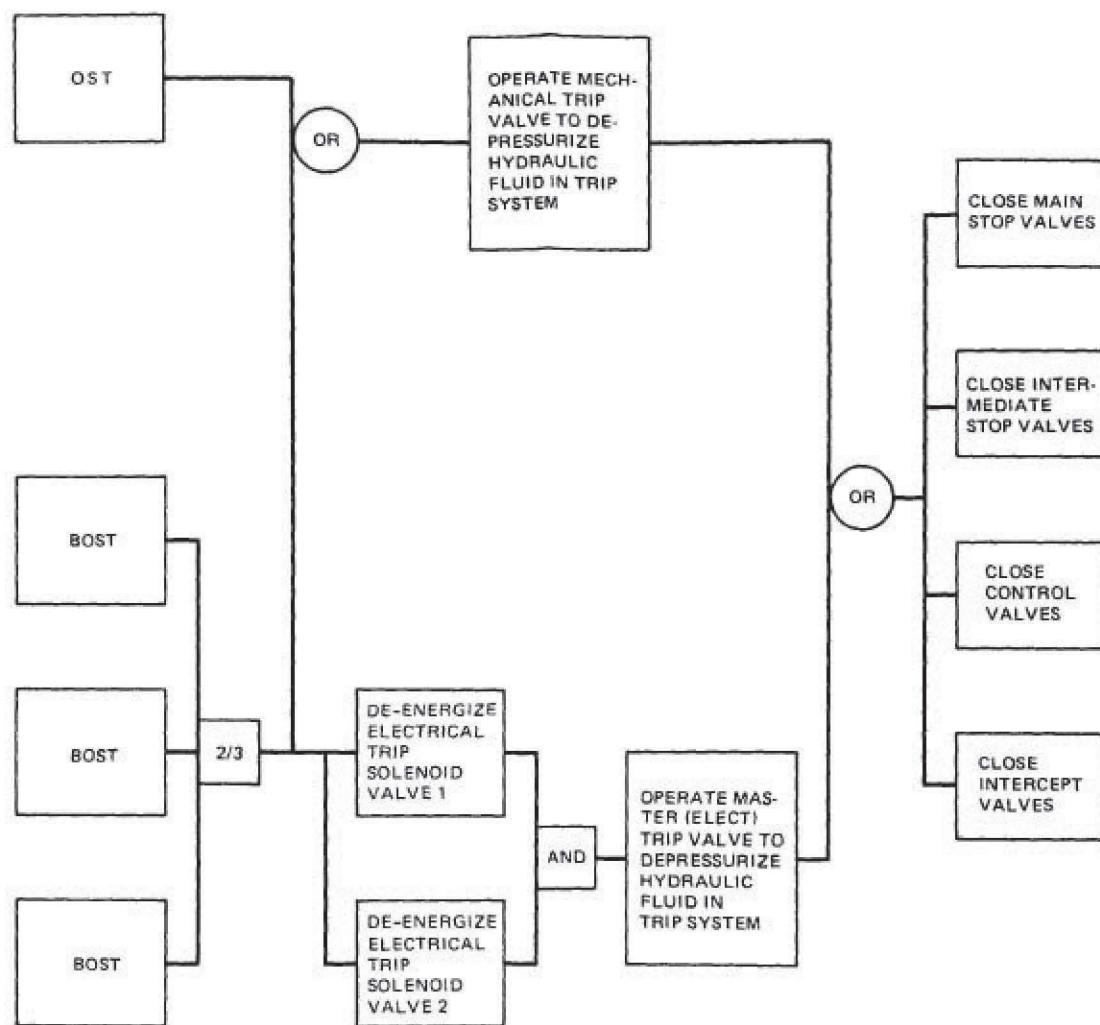 OST
OPERATE MECH-
ANICAL TRIP
VALVE TO DE-
PRESSURIZE
HYDRAULIC
FLUID IN TRIP
SYSTEM
OR
CLOSE MAIN
STOP VALVES
CLOSE INTER-
MEDIATE
STOP VALVES
OR
BOST
CLOSE
CONTROL
VALVES
BOST
2/3
DE-ENERGIZE
ELECTRICAL
TRIP
SOLENOID
VALVE 1
CLOSE
INTERCEPT
VALVES
OPERATE MAS-
TER (ELECT)
TRIP VALVE TO
DEPRESSURIZE
HYDRAULIC
FLUID IN
TRIP SYSTEM
AND
BOST
DE-ENERGIZE
ELECTRICAL
TRIP
SOLENOID
VALVE 2